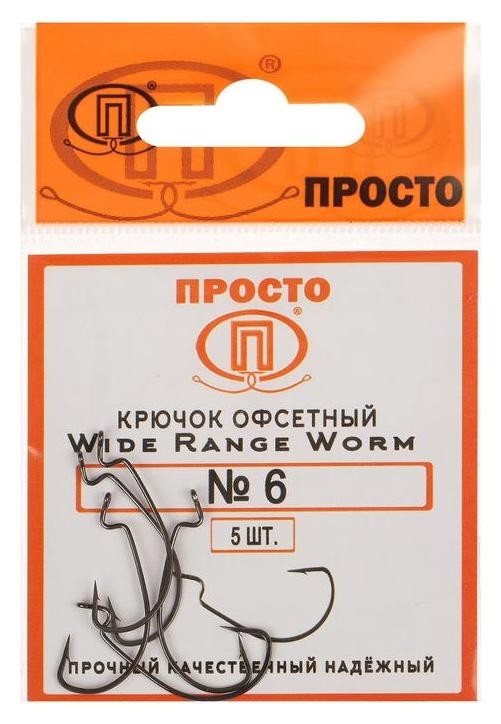 П ®
П ®
ПРОСТО
ПРОСТО
П ®
КРЮЧОК ОФСЕТНЫЙ
WIDE RANGE WORM
№ 6
5 ШТ.
ПРОЧНЫЙ КАЧЕСТВЕННЫЙ НАДЁЖНЫЙ